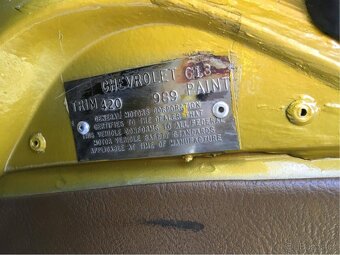 CHEVROLET CL8
TRIM 420 969 PAINT
GENERAL MOTORS CORPORATION
CERTIFIES TO THE DEALER THAT
THIS VEHICLE CONFORMS TO ALL FEDERAL
MOTOR VEHICLE SAFETY STANDARDS
APPLICABLE AT TIME OF MANUFACTURE